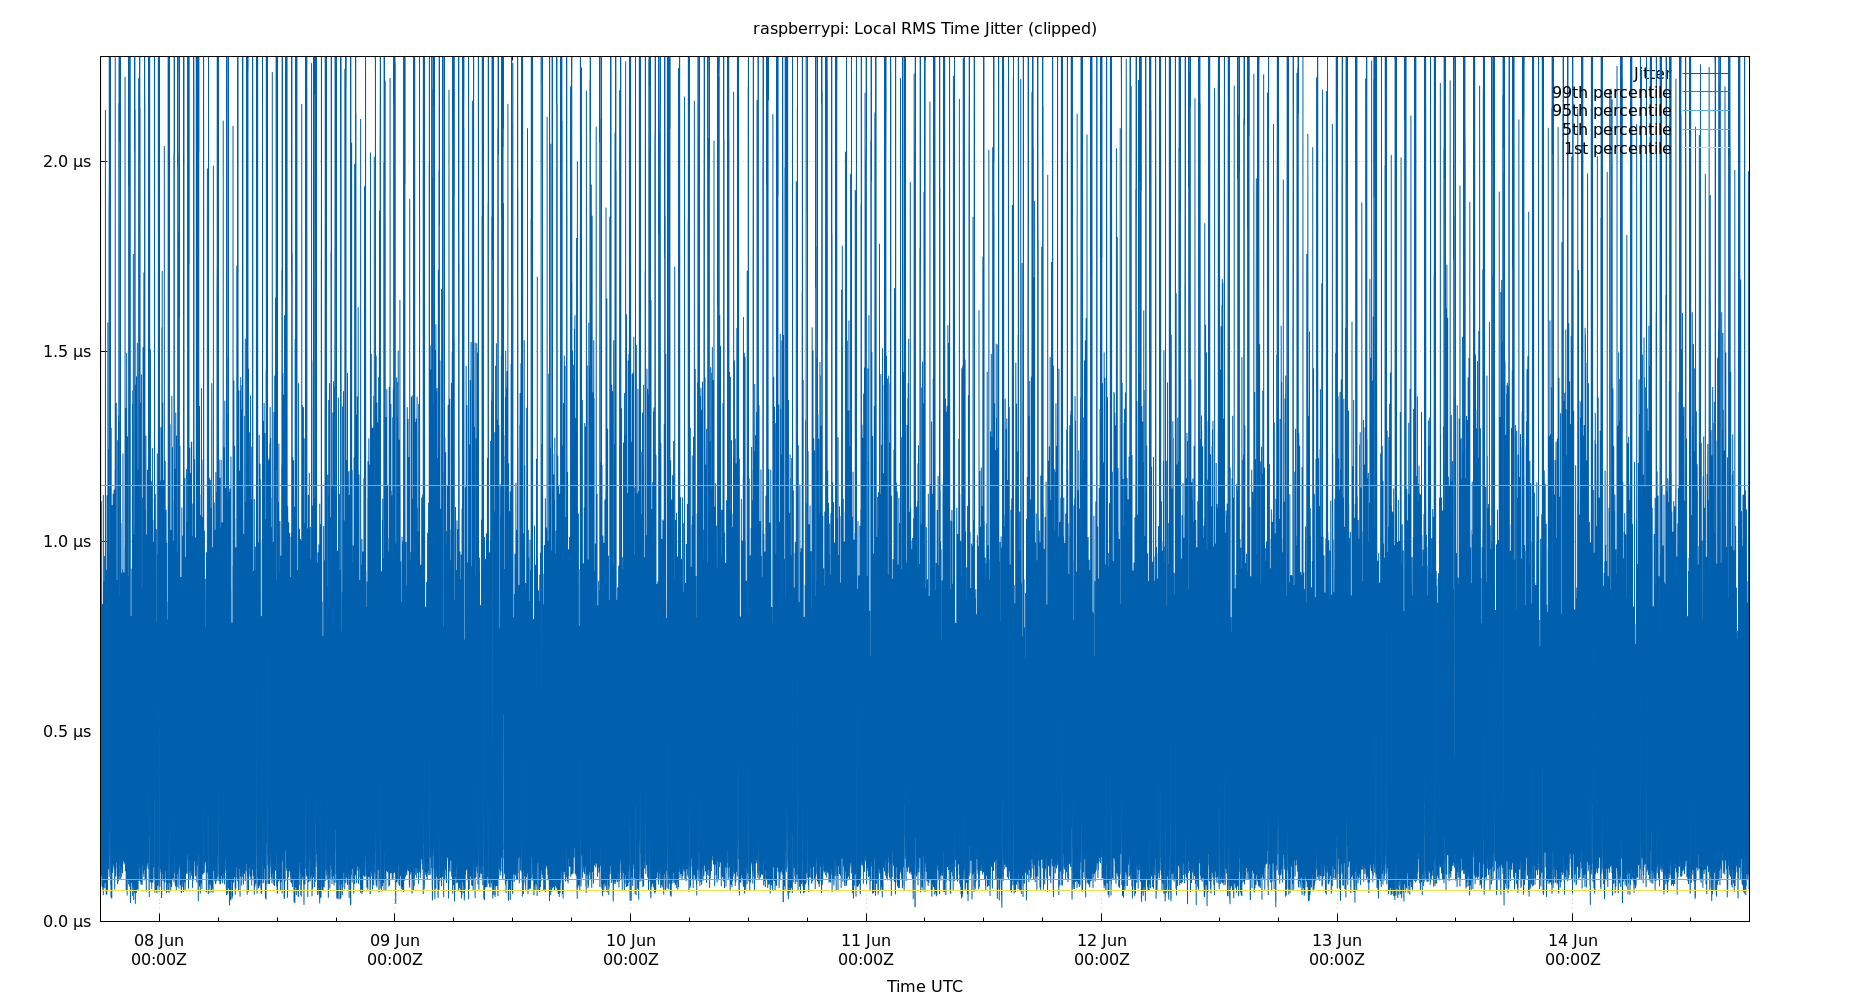 raspberrypi: Local RMS Time Jitter (clipped)
Jitter
99th percentile
95th percentile
5th percentile
1st percentile
2.0 μs
1.5 μs
1.0 μs
0.5 μs
0.0 μs
08 Jun 09 Jun 10 Jun 11 Jun 12 Jun 13 Jun 14 Jun
00:00Z 00:00Z 00:00Z 00:00Z 00:00Z 00:00Z 00:00Z
Time UTC